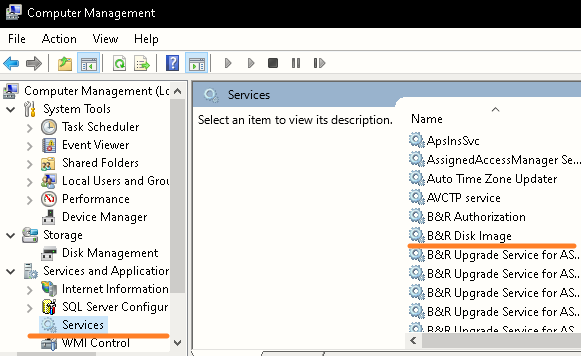 Computer Management
File Action View Help
Computer Management (Lo
System Tools
Task Scheduler
Event Viewer
Shared Folders
Local Users and Grou
Performance
Device Manager
Storage
Disk Management
Services and Application
Internet Information
SQL Server Configur
Services
WMI Control
Services
Select an item to view its description.
Name
ApsInsSvc
AssignedAccessManager Se...
Auto Time Zone Updater
AVCTP service
B&R Authorization
B&R Disk Image
B&R Upgrade Service for AS...
B&R Upgrade Service for AS...
B&R Upgrade Service for AS...
B&R Upgrade Service for AS...
B&R Upgrade Service for AS...